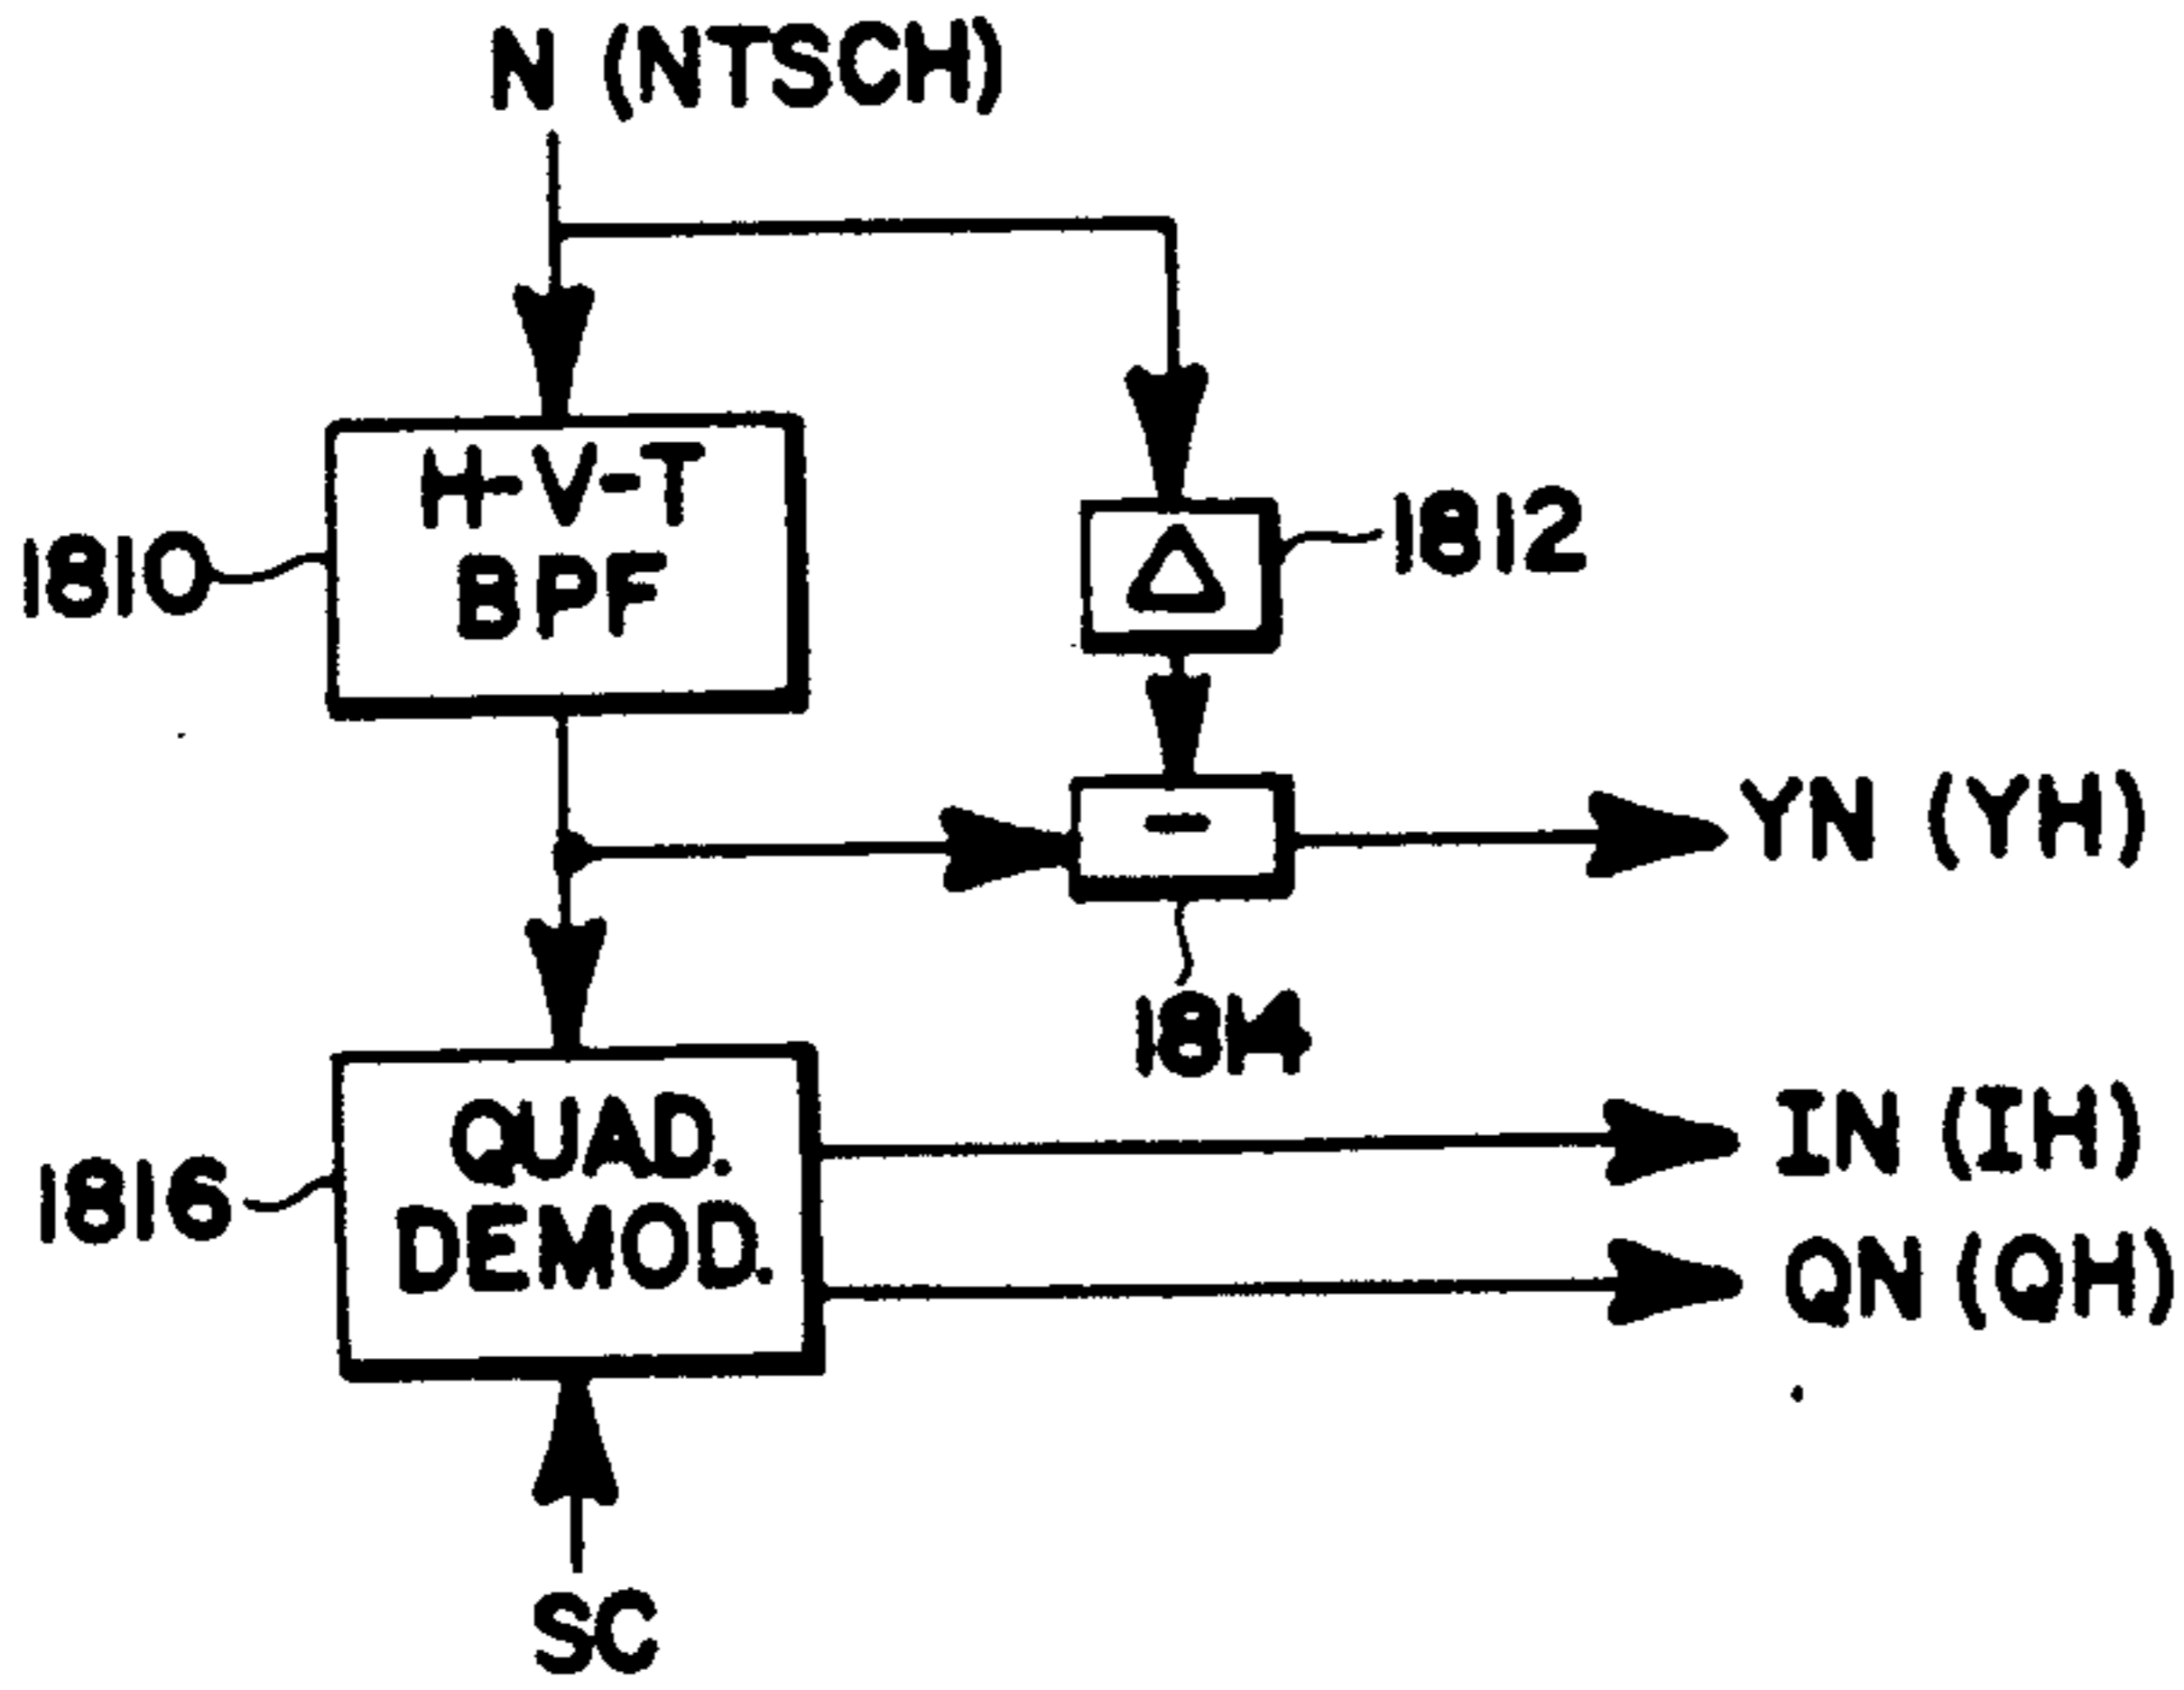 N (NTSCH)
H-V-T
BPF
1810
Δ
1812
-
YN (YH)
1814
QUAD.
DEMOD.
1816
IN (IH)
QN (QH)
SC